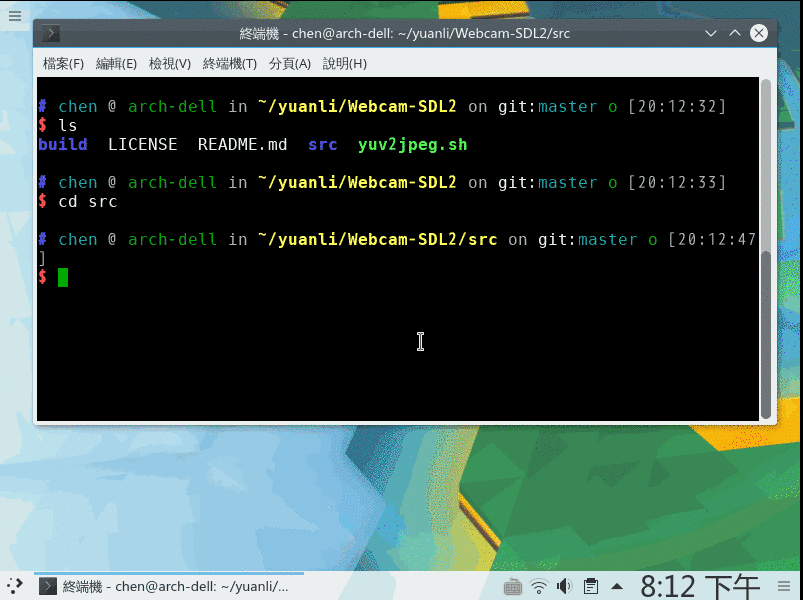 終端機 - chen@arch-dell: ~/yuanli/Webcam-SDL2/src
檔案(F) 編輯(E) 檢視(V) 終端機(T) 分頁(A) 說明(H)
# chen @ arch-dell in ~/yuanli/Webcam-SDL2 on git:master o [20:12:32]
$ ls
build LICENSE README.md src yuv2jpeg.sh
# chen @ arch-dell in ~/yuanli/Webcam-SDL2 on git:master o [20:12:33]
$ cd src
# chen @ arch-dell in ~/yuanli/Webcam-SDL2/src on git:master o [20:12:47
]
$
終端機 - chen@arch-dell: ~/yuanli/...
8:12 下午